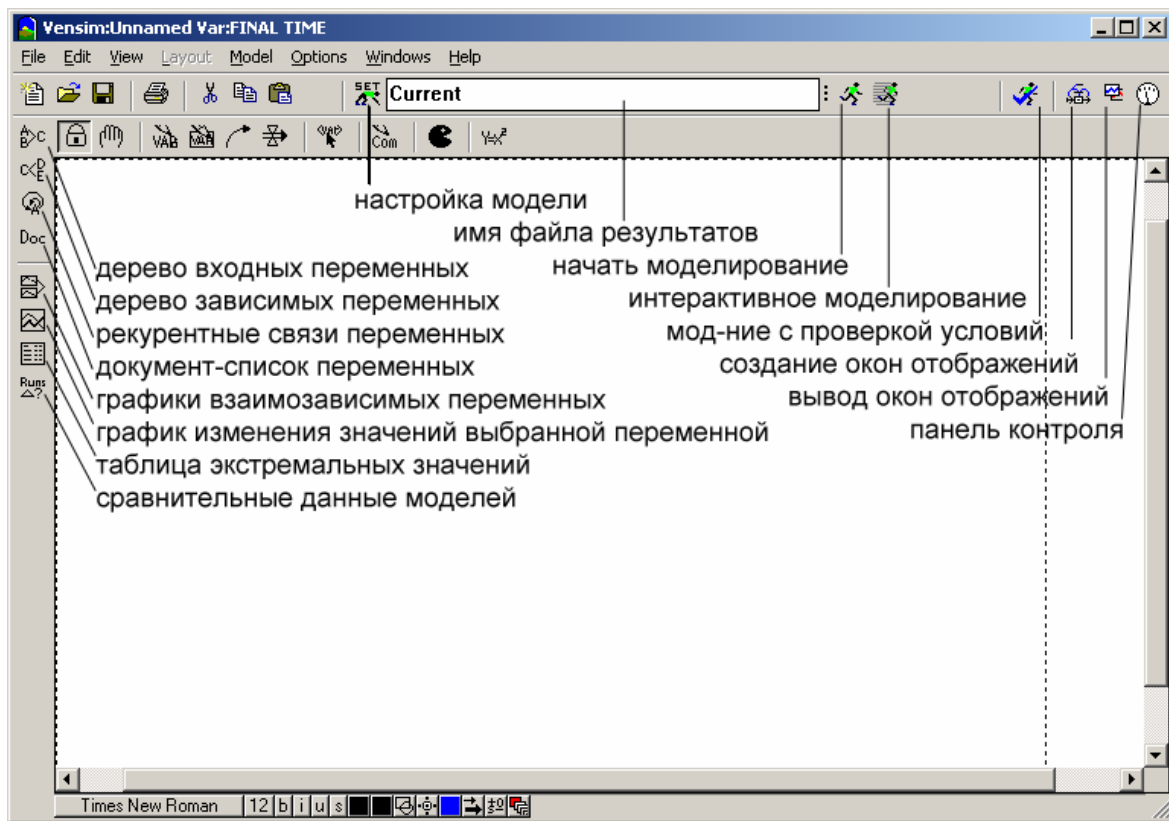 Vensim:Unnamed Var:FINAL TIME
File Edit View Layout Model Options Windows Help
SET Current
VAB VAB Com Y=X²
Doc
Runs
настройка модели
имя файла результатов
начать моделирование
интерактивное моделирование
мод-ние с проверкой условий
создание окон отображений
вывод окон отображений
панель контроля
дерево входных переменных
дерево зависимых переменных
рекурентные связи переменных
документ-список переменных
графики взаимозависимых переменных
график изменения значений выбранной переменной
таблица экстремальных значений
сравнительные данные моделей
Times New Roman 12 b i u s